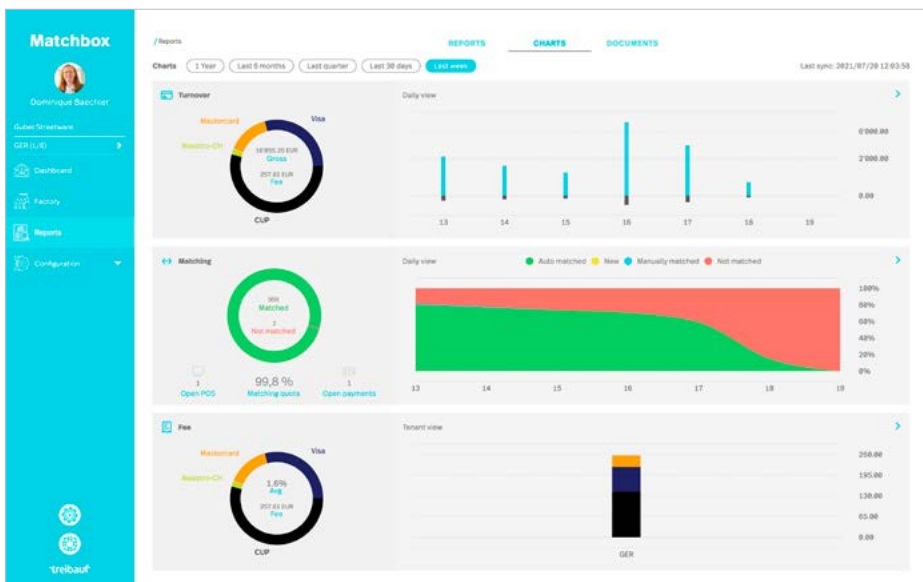 Matchbox
Dominique Baechler
GER (L/E)
Dashboard
Factory
Reports
Configuration
treibauf
/Reports
REPORTS CHARTS DOCUMENTS
Charts 1 Year Last 6 months Last quarter Last 30 days Last week
Last sync: 2021/07/20 12:03:58
Turnover
Mastercard
Visa
Maestro-CH
Gross
Fee
CUP
Daily view
6'000.00
2'000.00
0.00
13 14 15 16 17 18 19
Matching
Matched
Not matched
1
Open POS
99,8 %
Matching quota
1
Open payments
Daily view
Auto matched New Manually matched Not matched
100%
80%
60%
40%
20%
0%
13 14 15 16 17 18 19
Fee
Mastercard
Visa
Maestro-CH
1.6%
Avg
257.61 EUR
Fee
CUP
Tenant view
260.00
195.00
130.00
65.00
0.00
GER